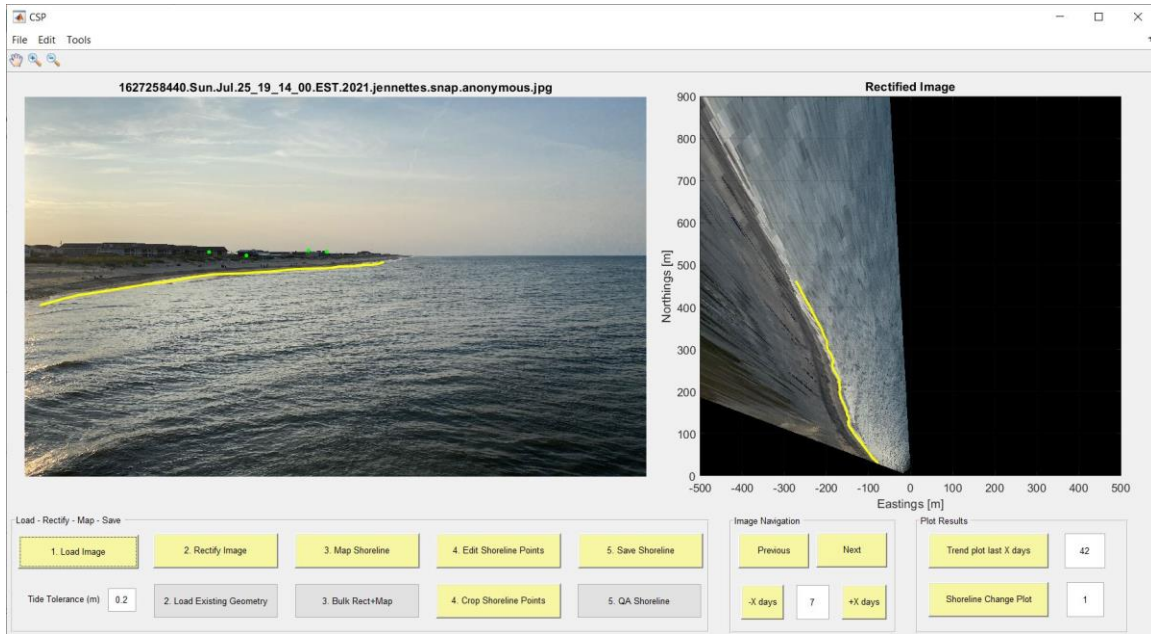 CSP
File Edit Tools
1627258440.Sun.Jul.25_19_14_00.EST.2021.jennettes.snap.anonymous.jpg
Rectified Image
900
800
700
600
500
400
300
200
100
0
Northings [m]
-500 -400 -300 -200 -100 0 100 200 300 400 500
Eastings [m]
Load - Rectify - Map - Save
1. Load Image 2. Rectify Image 3. Map Shoreline 4. Edit Shoreline Points 5. Save Shoreline
Tide Tolerance (m) 0.2 2. Load Existing Geometry 3. Bulk Rect+Map 4. Crop Shoreline Points 5. QA Shoreline
Image Navigation
Previous Next
-X days 7 +X days
Plot Results
Trend plot last X days 42
Shoreline Change Plot 1